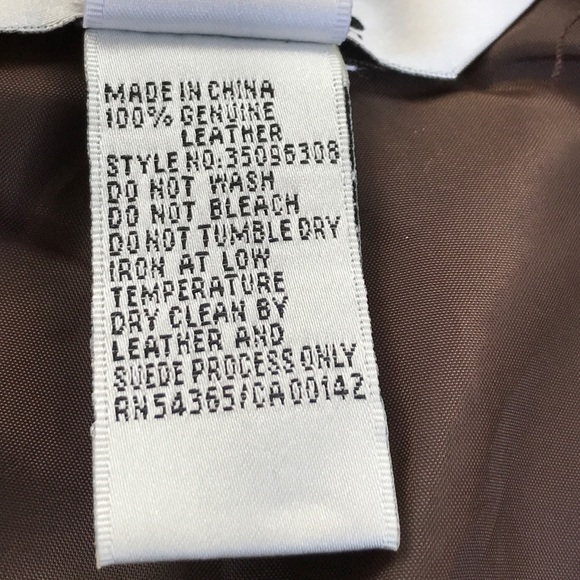 MADE IN CHINA
100% GENUINE
LEATHER
STYLE NO:35096308
DO NOT WASH
DO NOT BLEACH
DO NOT TUMBLE DRY
IRON AT LOW
TEMPERATURE
DRY CLEAN BY
LEATHER AND
SUEDE PROCESS ONLY
RN54365/CA00142